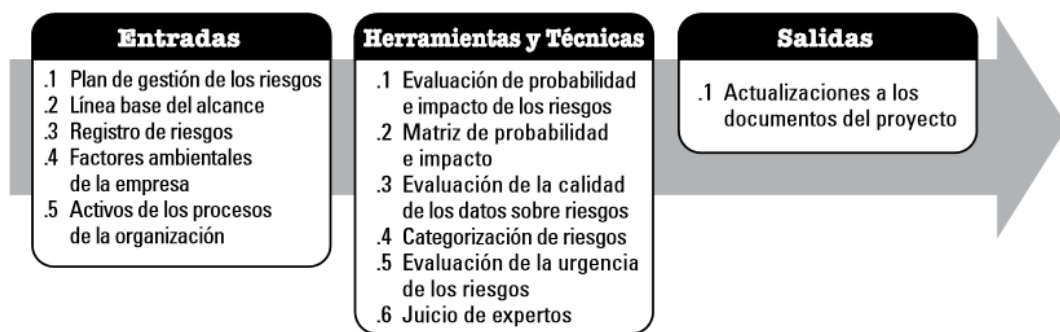 Entradas
.1 Plan de gestión de los riesgos
.2 Línea base del alcance
.3 Registro de riesgos
.4 Factores ambientales
de la empresa
.5 Activos de los procesos
de la organización
Herramientas y Técnicas
.1 Evaluación de probabilidad
e impacto de los riesgos
.2 Matriz de probabilidad
e impacto
.3 Evaluación de la calidad
de los datos sobre riesgos
.4 Categorización de riesgos
.5 Evaluación de la urgencia
de los riesgos
.6 Juicio de expertos
Salidas
.1 Actualizaciones a los
documentos del proyecto